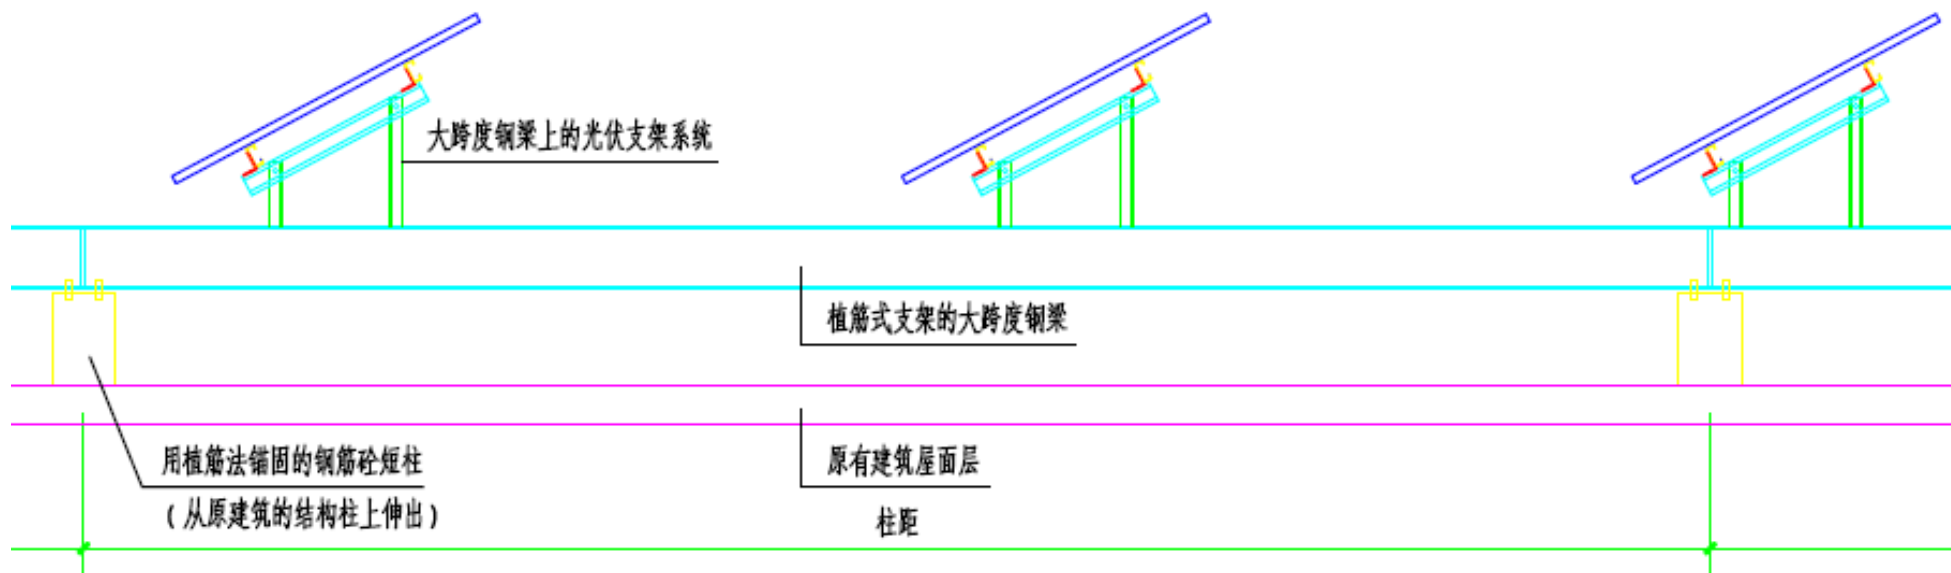 大跨度钢梁上的光伏支架系统
植筋式支架的大跨度钢梁
用植筋法锚固的钢筋砼短柱
(从原建筑的结构柱上伸出)
原有建筑屋面层
柱距